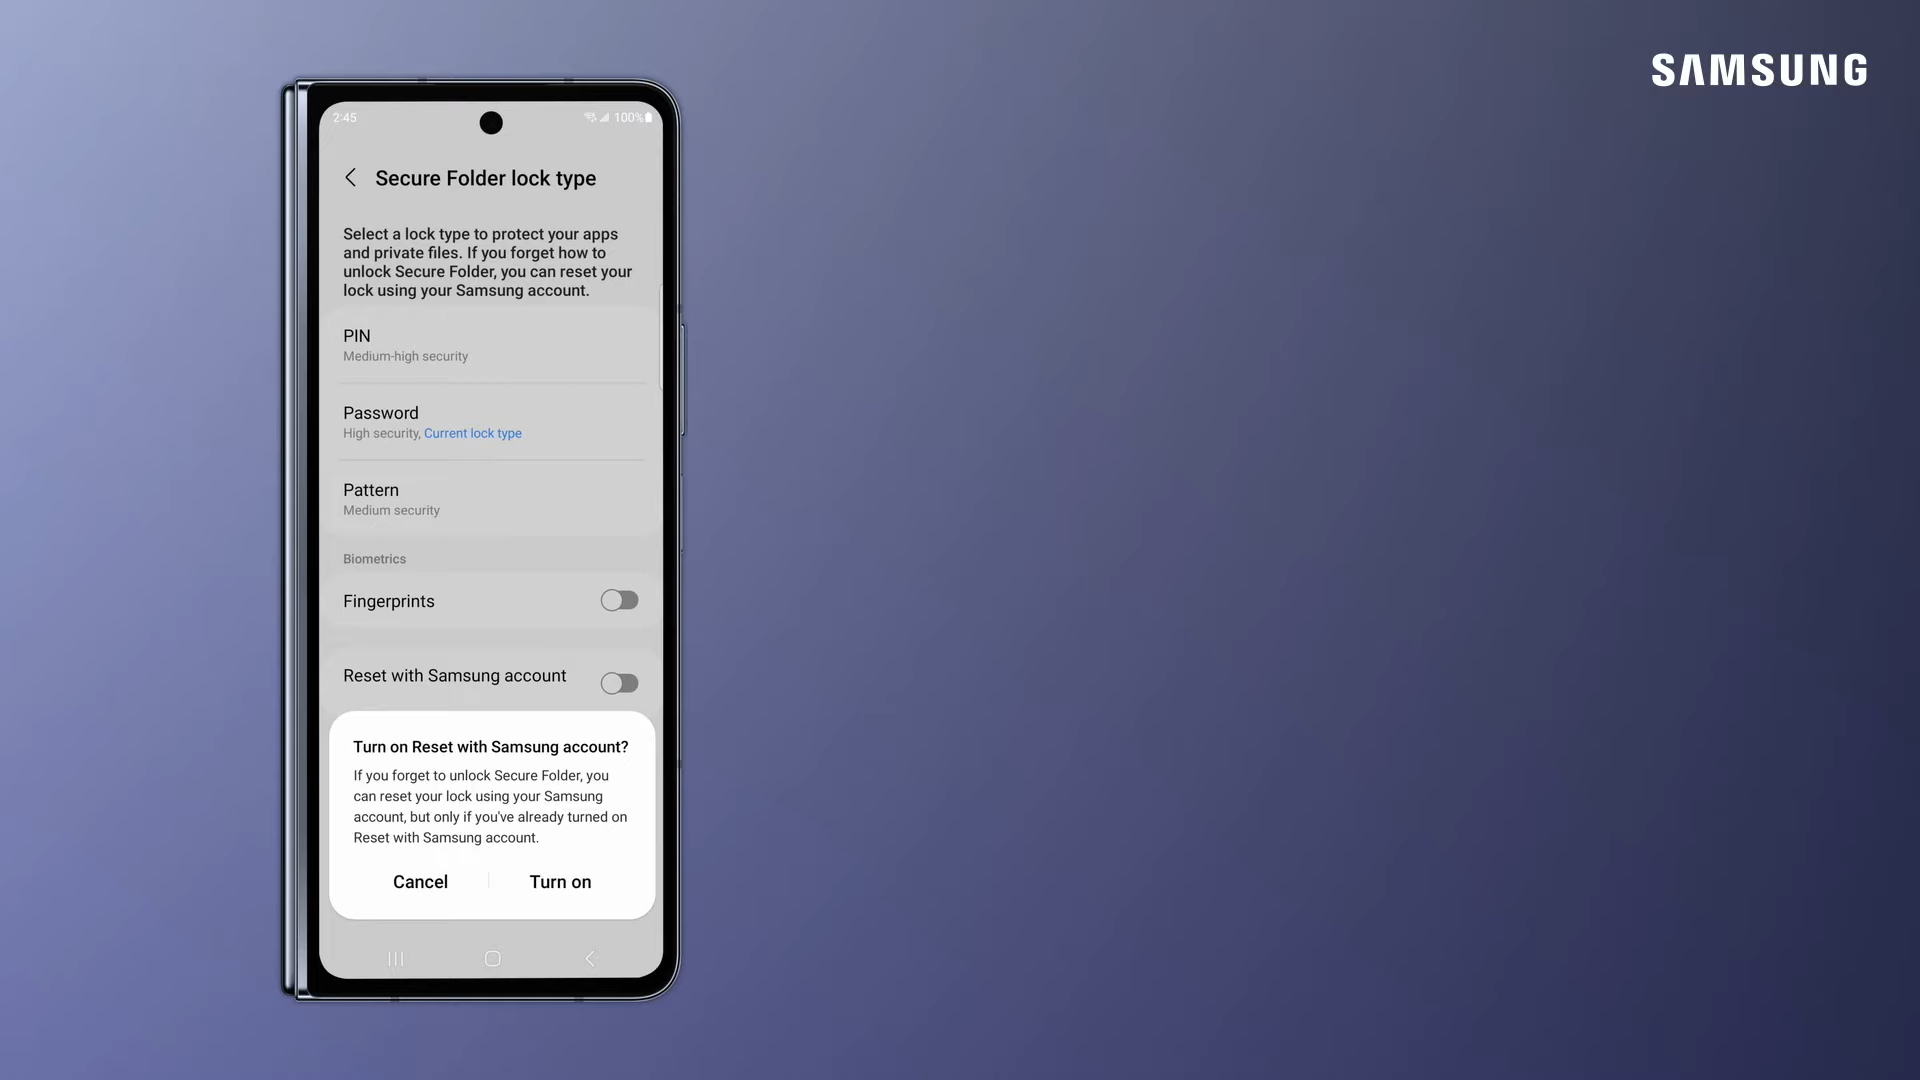 SAMSUNG
2:45
100%
Secure Folder lock type
Select a lock type to protect your apps
and private files. If you forget how to
unlock Secure Folder, you can reset your
lock using your Samsung account.
PIN
Medium-high security
Password
High security, Current lock type
Pattern
Medium security
Biometrics
Fingerprints
Reset with Samsung account
Turn on Reset with Samsung account?
If you forget to unlock Secure Folder, you
can reset your lock using your Samsung
account, but only if you've already turned on
Reset with Samsung account.
Cancel
Turn on